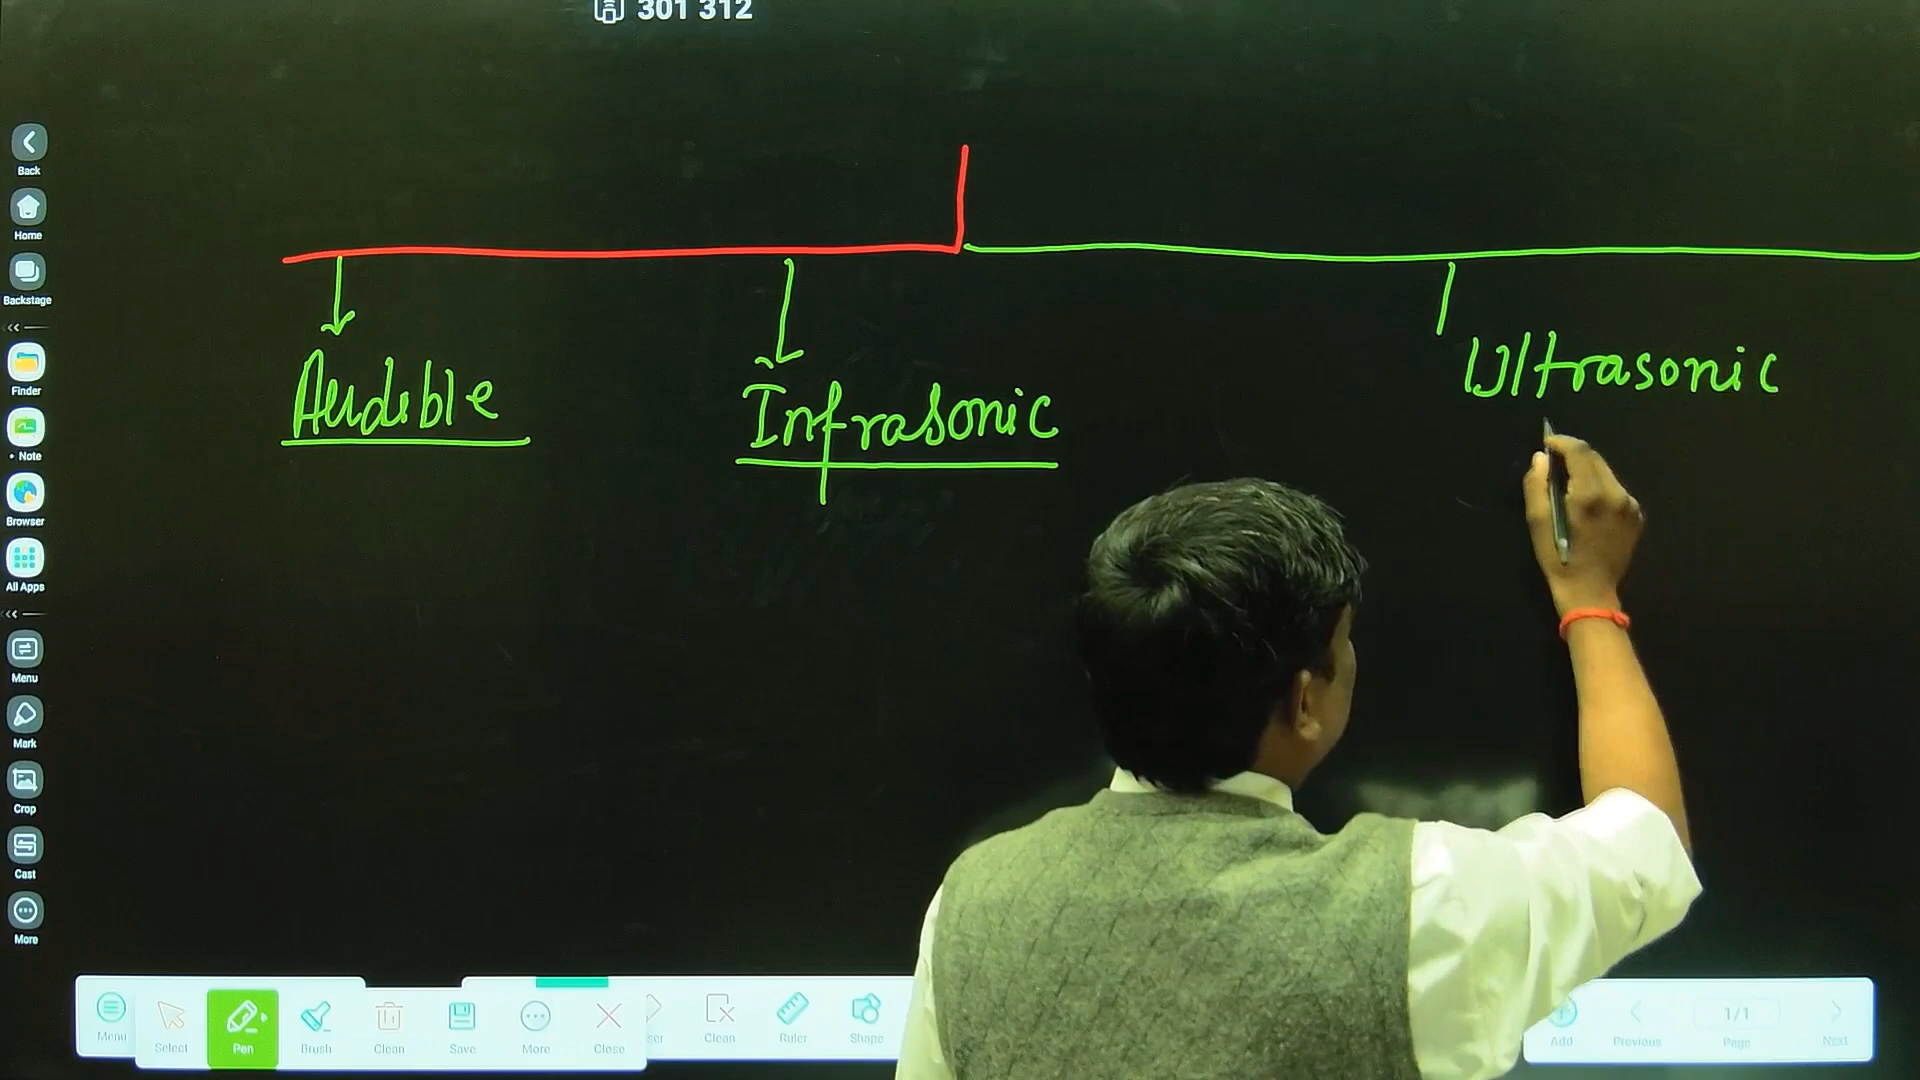 301 312
Back
Home
Backstage
Finder
Note
Browser
All Apps
Menu
Mark
Crop
Cast
More
Audible
Infrasonic
Ultrasonic
Menu Select Pen Brush Clean Save More Close Clean Ruler Shape
Add Previous 1/1 Page Next